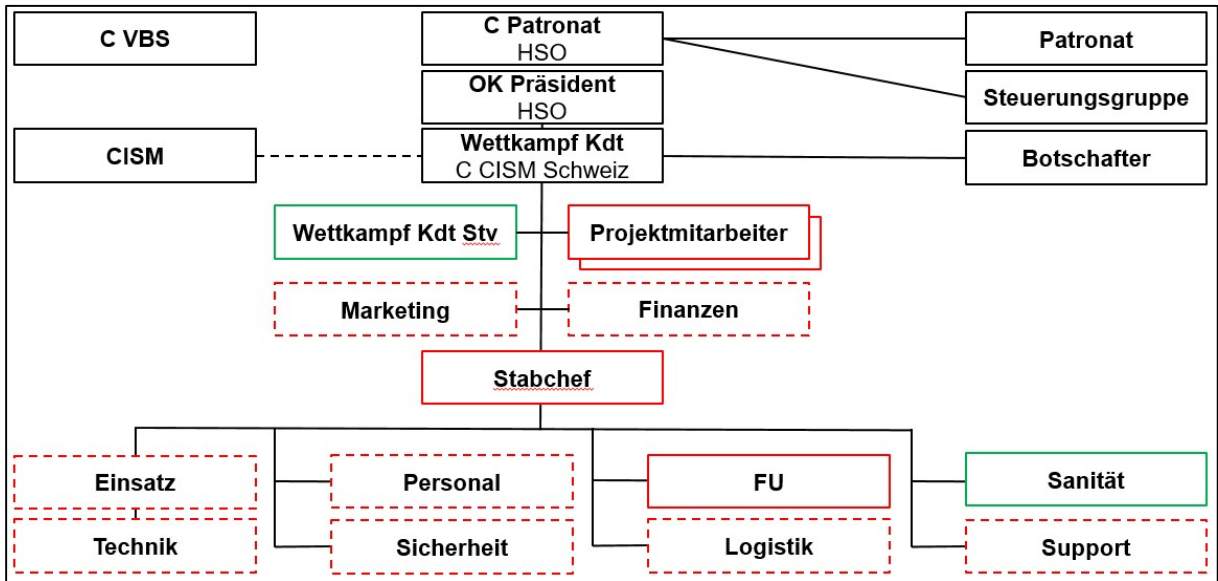 C VBS
C Patronat
HSO
Patronat
OK Präsident
HSO
Steuerungsgruppe
CISM
Wettkampf Kdt
C CISM Schweiz
Botschafter
Wettkampf Kdt Stv
Projektmitarbeiter
Marketing
Finanzen
Stabchef
Einsatz
Personal
FU
Sanität
Technik
Sicherheit
Logistik
Support